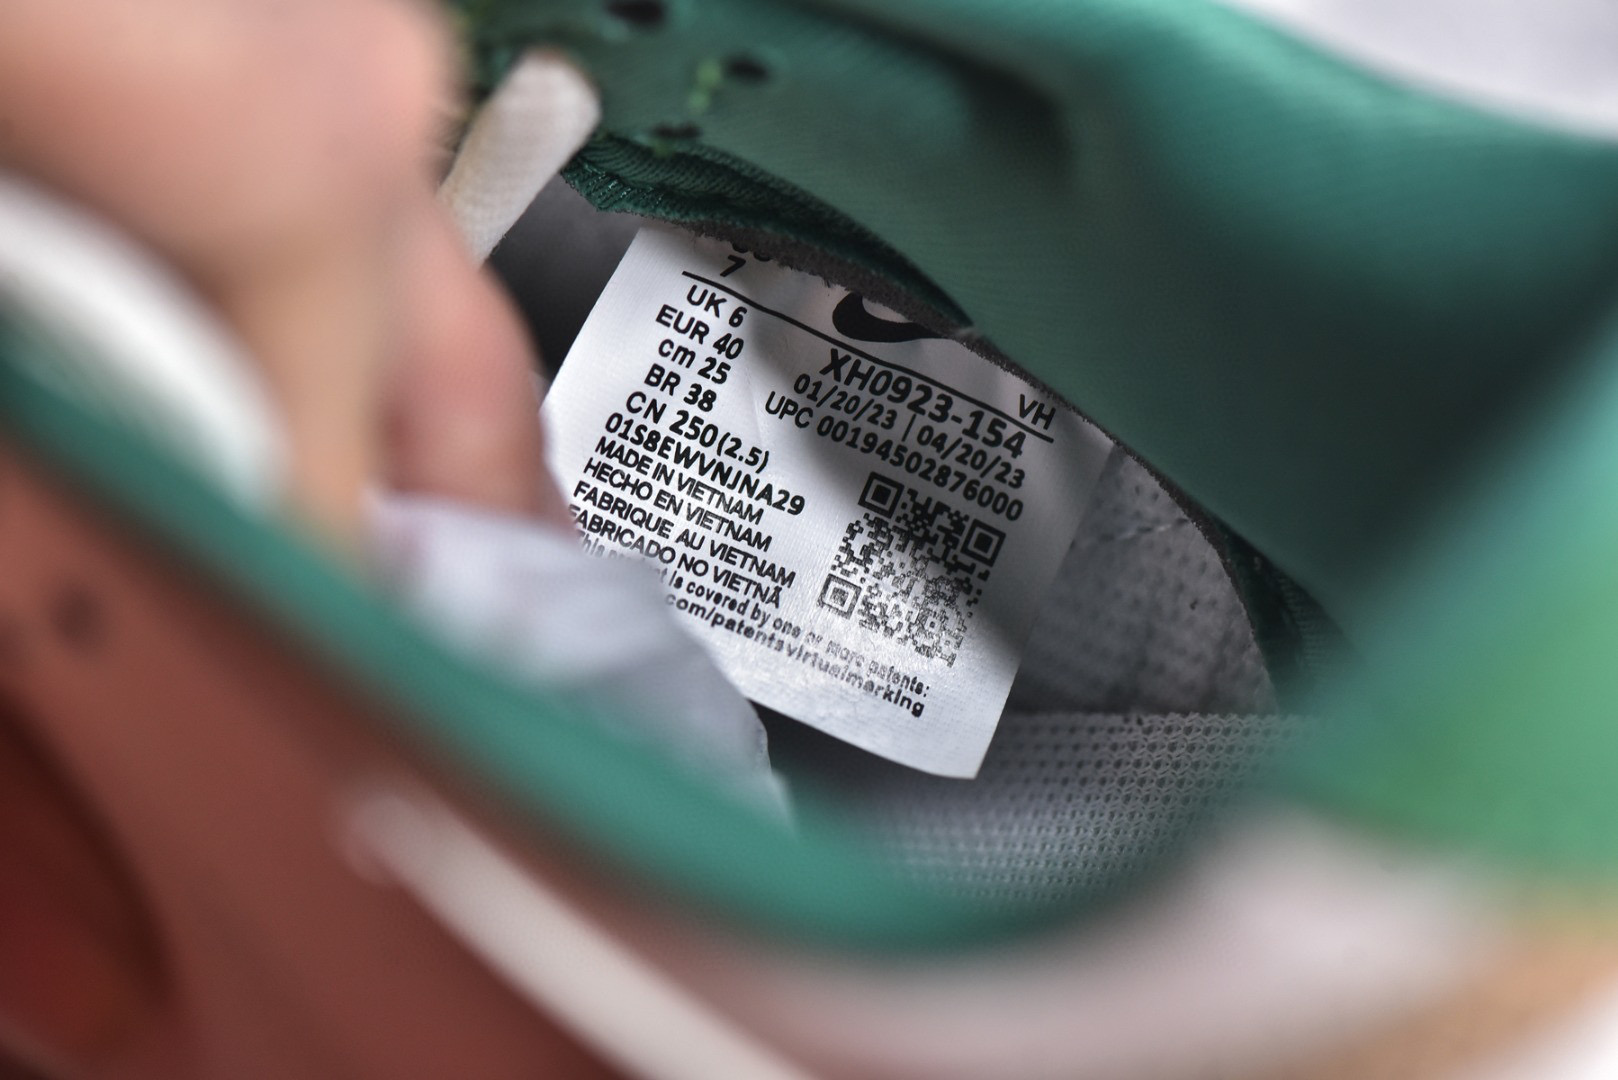 7
UK 6
EUR 40
cm 25
BR 38
CN 250(2.5)
01S8EWVNJNA29
MADE IN VIETNAM
HECHO EN VIETNAM
FABRIQUE AU VIETNAM
FABRICADO NO VIETNÃ
is covered by one or more patents:
.com/patentsvirtualmarking
VH
XH0923-154
01/20/23 | 04/20/23
UPC 00194502876000